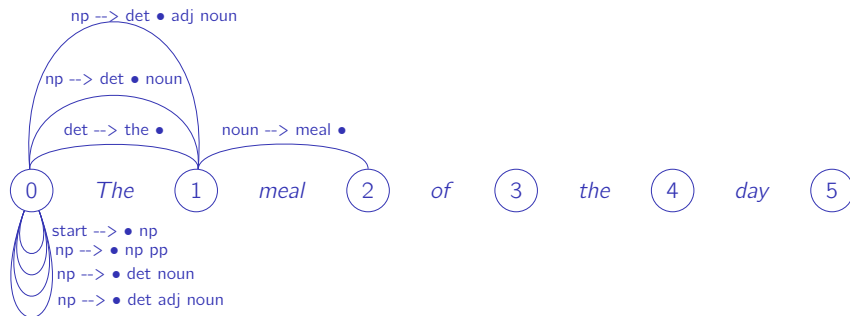 np --> det • adj noun
np --> det • noun
det --> the •
noun --> meal •
0 The 1 meal 2 of 3 the 4 day 5
start --> • np
np --> • np pp
np --> • det noun
np --> • det adj noun